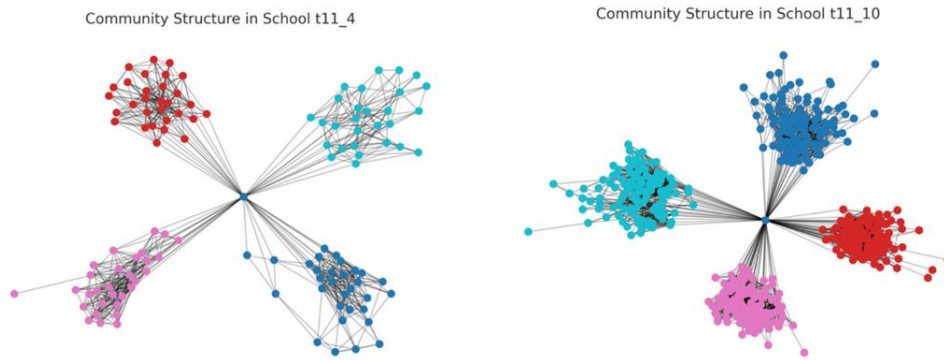 Community Structure in School t11_4
Community Structure in School t11_10